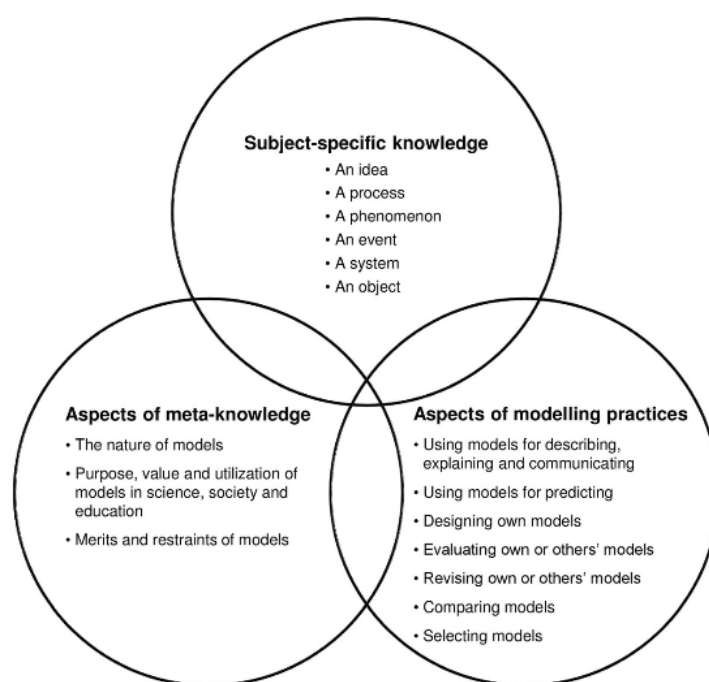 Subject-specific knowledge
• An idea
• A process
• A phenomenon
• An event
• A system
• An object
Aspects of meta-knowledge
• The nature of models
• Purpose, value and utilization of
models in science, society and
education
• Merits and restraints of models
Aspects of modelling practices
• Using models for describing,
explaining and communicating
• Using models for predicting
• Designing own models
• Evaluating own or others' models
• Revising own or others' models
• Comparing models
• Selecting models